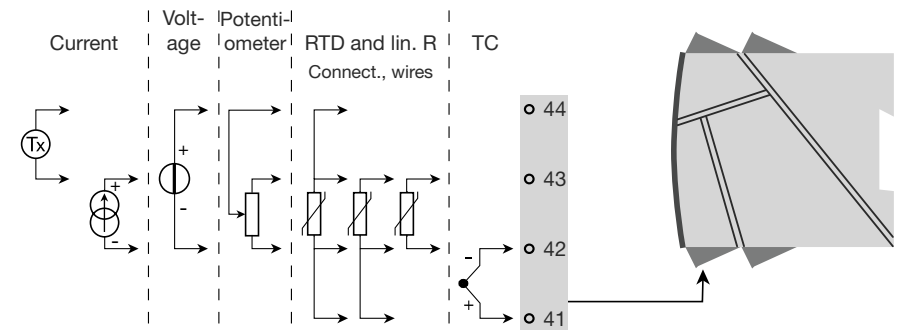 Current
Volt-
age
Potenti-
ometer
RTD and lin. R
Connect., wires
TC
44
Tx
+
-
+
-
43
42
-
+
41